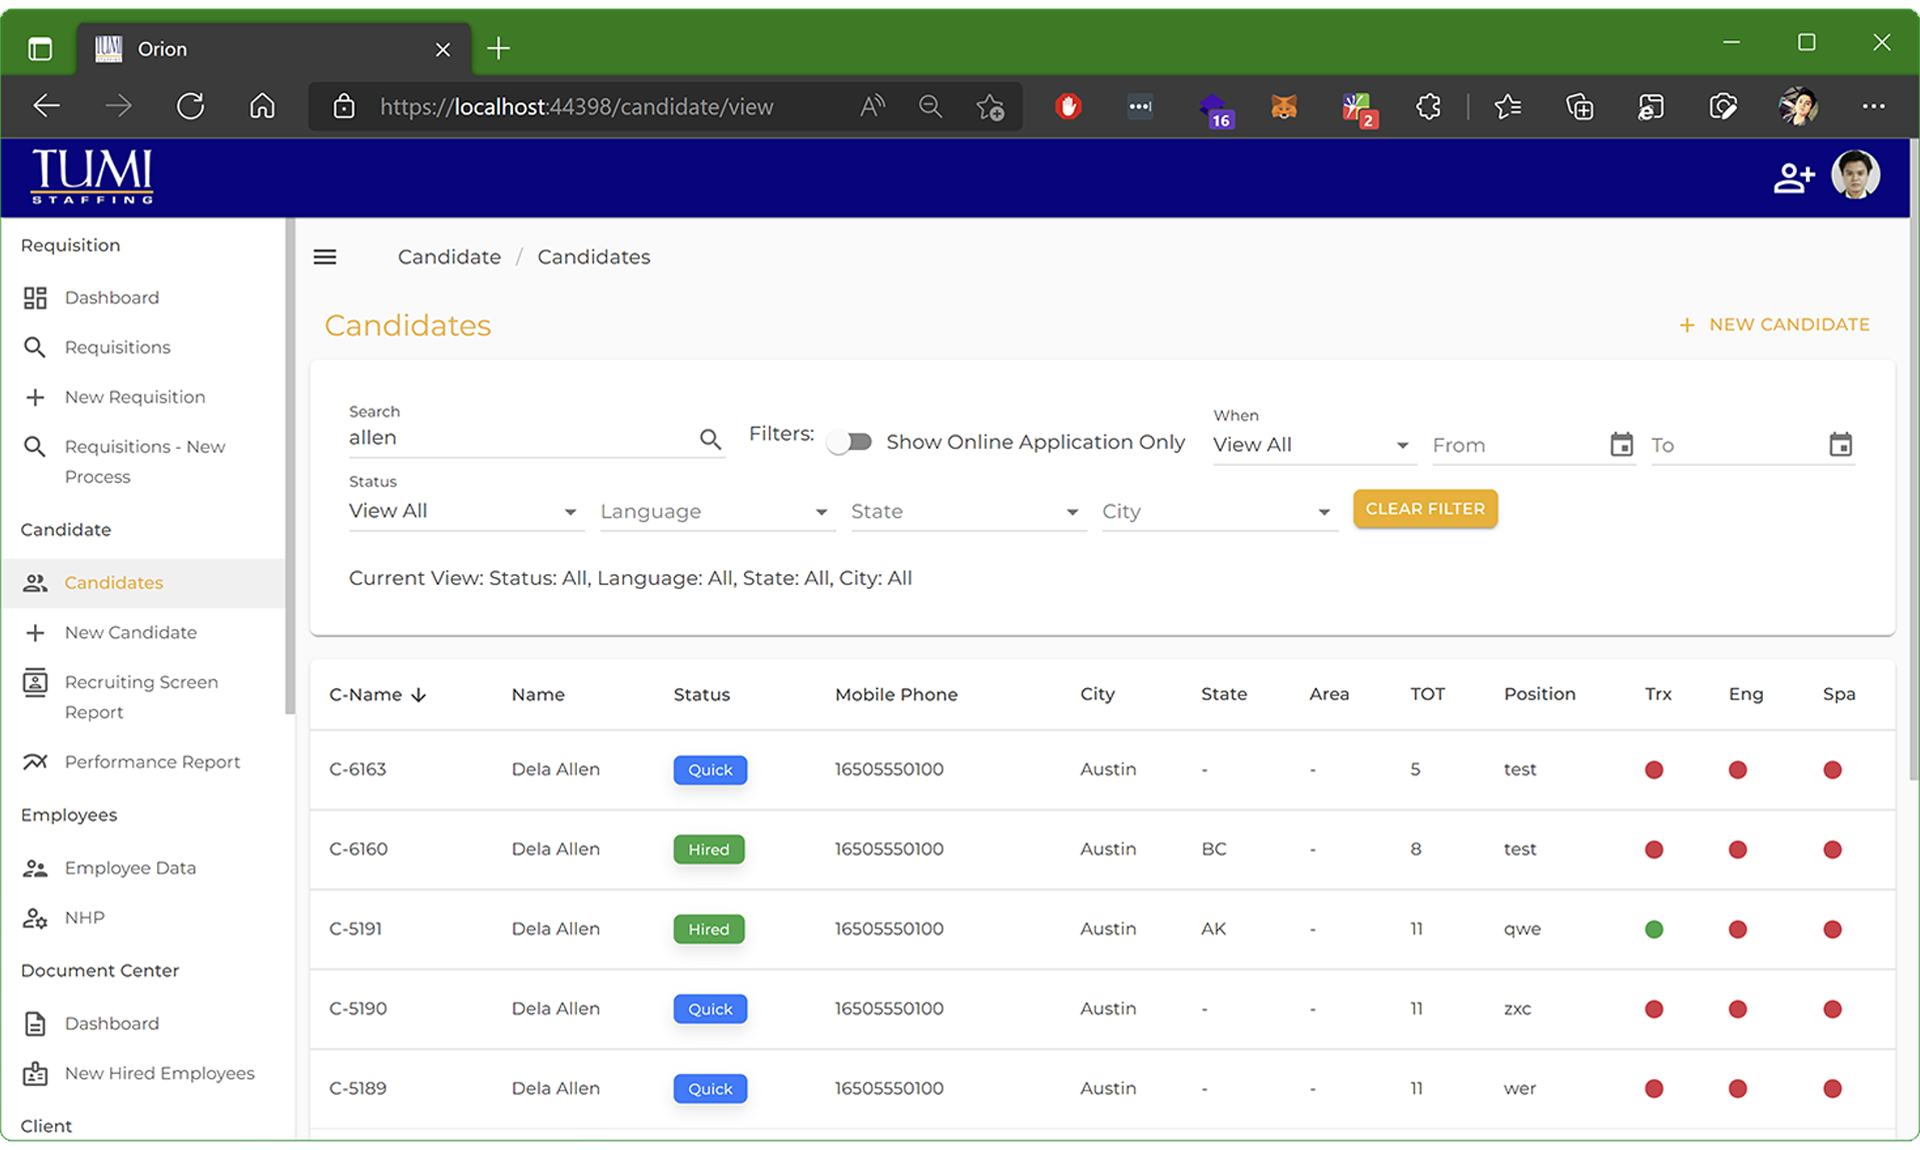 Orion
https://localhost:44398/candidate/view
16
2
TUMI
STAFFING
Requisition
Dashboard
Requisitions
New Requisition
Requisitions - New
Process
Candidate
Candidates
New Candidate
Recruiting Screen
Report
Performance Report
Employees
Employee Data
NHP
Document Center
Dashboard
New Hired Employees
Client
Candidate / Candidates
Candidates
+ NEW CANDIDATE
Search
allen
Filters:
Show Online Application Only
When
View All
From
To
Status
View All
Language
State
City
CLEAR FILTER
Current View: Status: All, Language: All, State: All, City: All
C-Name Name Status Mobile Phone City State Area TOT Position Trx Eng Spa
C-6163 Dela Allen Quick 16505550100 Austin - - 5 test
C-6160 Dela Allen Hired 16505550100 Austin BC - 8 test
C-5191 Dela Allen Hired 16505550100 Austin AK - 11 qwe
C-5190 Dela Allen Quick 16505550100 Austin - - 11 zxc
C-5189 Dela Allen Quick 16505550100 Austin - - 11 wer